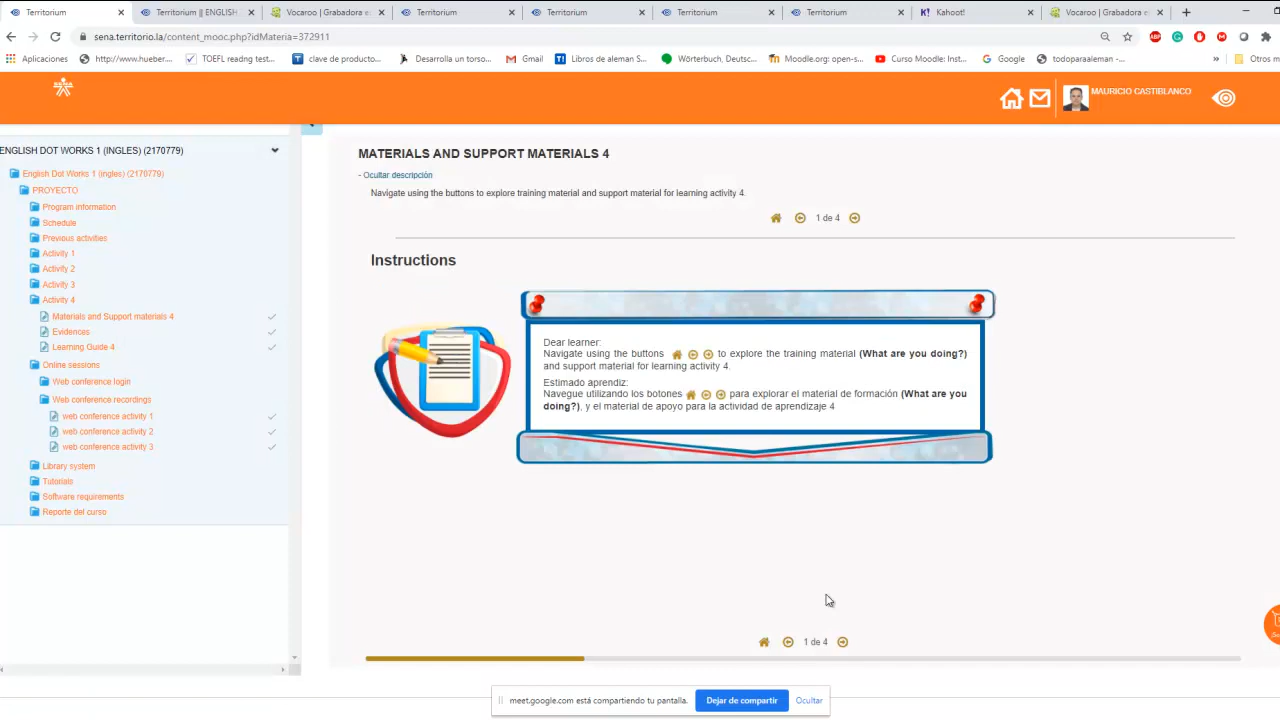 Territorium
Territorium || ENGLISH
Vocaroo | Grabadora
Territorium
Territorium
Territorium
Territorium
Kahoot!
Vocaroo | Grabadora
sena.territorio.la/content_mooc.php?idMateria=372911
Aplicaciones
http://www.hueber...
TOEFL readng test...
clave de producto...
Desarrolla un torso...
Gmail
Libros de aleman S...
Wörterbuch, Deutsc...
Moodle.org: open-s...
Curso Moodle: Inst...
Google
todoparaaleman -...
»
Otros m
MAURICIO CASTIBLANCO
ENGLISH DOT WORKS 1 (INGLES) (2170779)
English Dot Works 1 (ingles) (2170779)
PROYECTO
Program information
Schedule
Previous activities
Activity 1
Activity 2
Activity 3
Activity 4
Materials and Support materials 4
Evidences
Learning Guide 4
Online sessions
Web conference login
Web conference recordings
web conference activity 1
web conference activity 2
web conference activity 3
Library system
Tutorials
Software requirements
Reporte del curso
MATERIALS AND SUPPORT MATERIALS 4
- Ocultar descripción
Navigate using the buttons to explore training material and support material for learning activity 4.
1 de 4
Instructions
Dear learner:
Navigate using the buttons to explore the training material (What are you doing?)
and support material for learning activity 4.
Estimado aprendiz:
Navegue utilizando los botones para explorar el material de formación (What are you
doing?), y el material de apoyo para la actividad de aprendizaje 4
1 de 4
meet.google.com está compartiendo tu pantalla.
Dejar de compartir
Ocultar